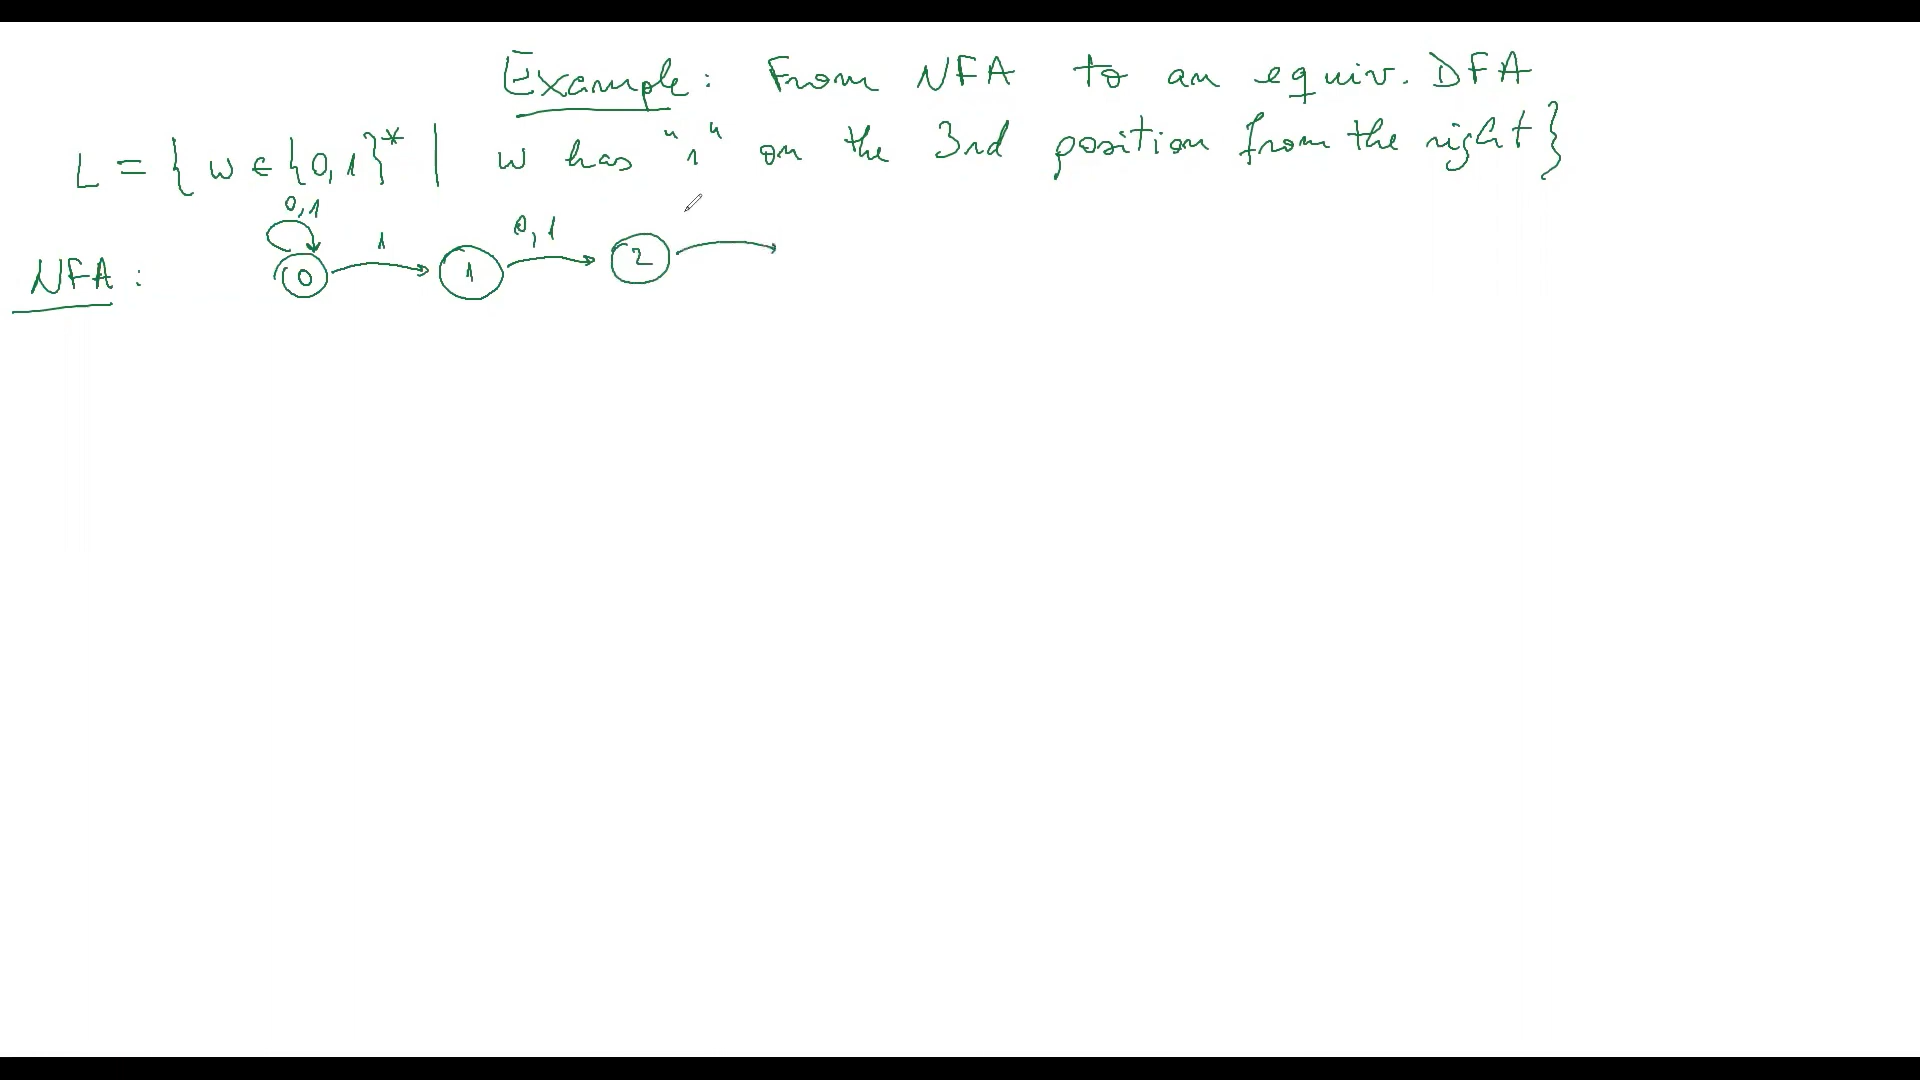 Example: From NFA to an equiv. DFA
L = { w ∈ {0,1}* | w has "1" on the 3rd position from the right }
0,1 1 0,1
NFA: 0 1 2